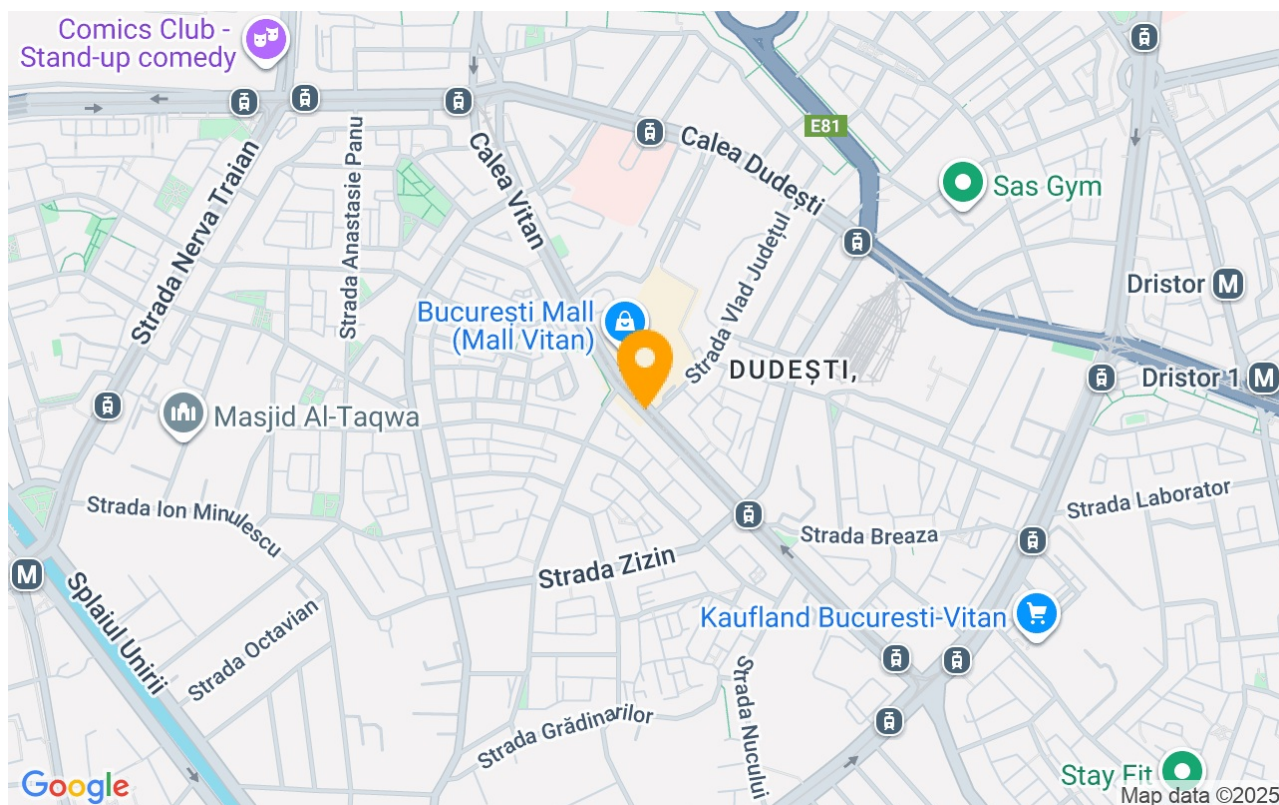 Comics Club -
Stand-up comedy
Strada Nerva Traian
Strada Anastasie Panu
Calea Vitan
Calea Dudești
E81
Sas Gym
Strada Vlad Județul
București Mall
(Mall Vitan)
DUDEȘTI,
Dristor M
Dristor 1 M
Masjid Al-Taqwa
Strada Ion Minulescu
M
Splaiul Unirii
Strada Octavian
Strada Zizin
Strada Breaza
Strada Laborator
Kaufland Bucuresti-Vitan
Strada Grădinarilor
Strada Nucului
Stay Fit
Google
Map data ©2025